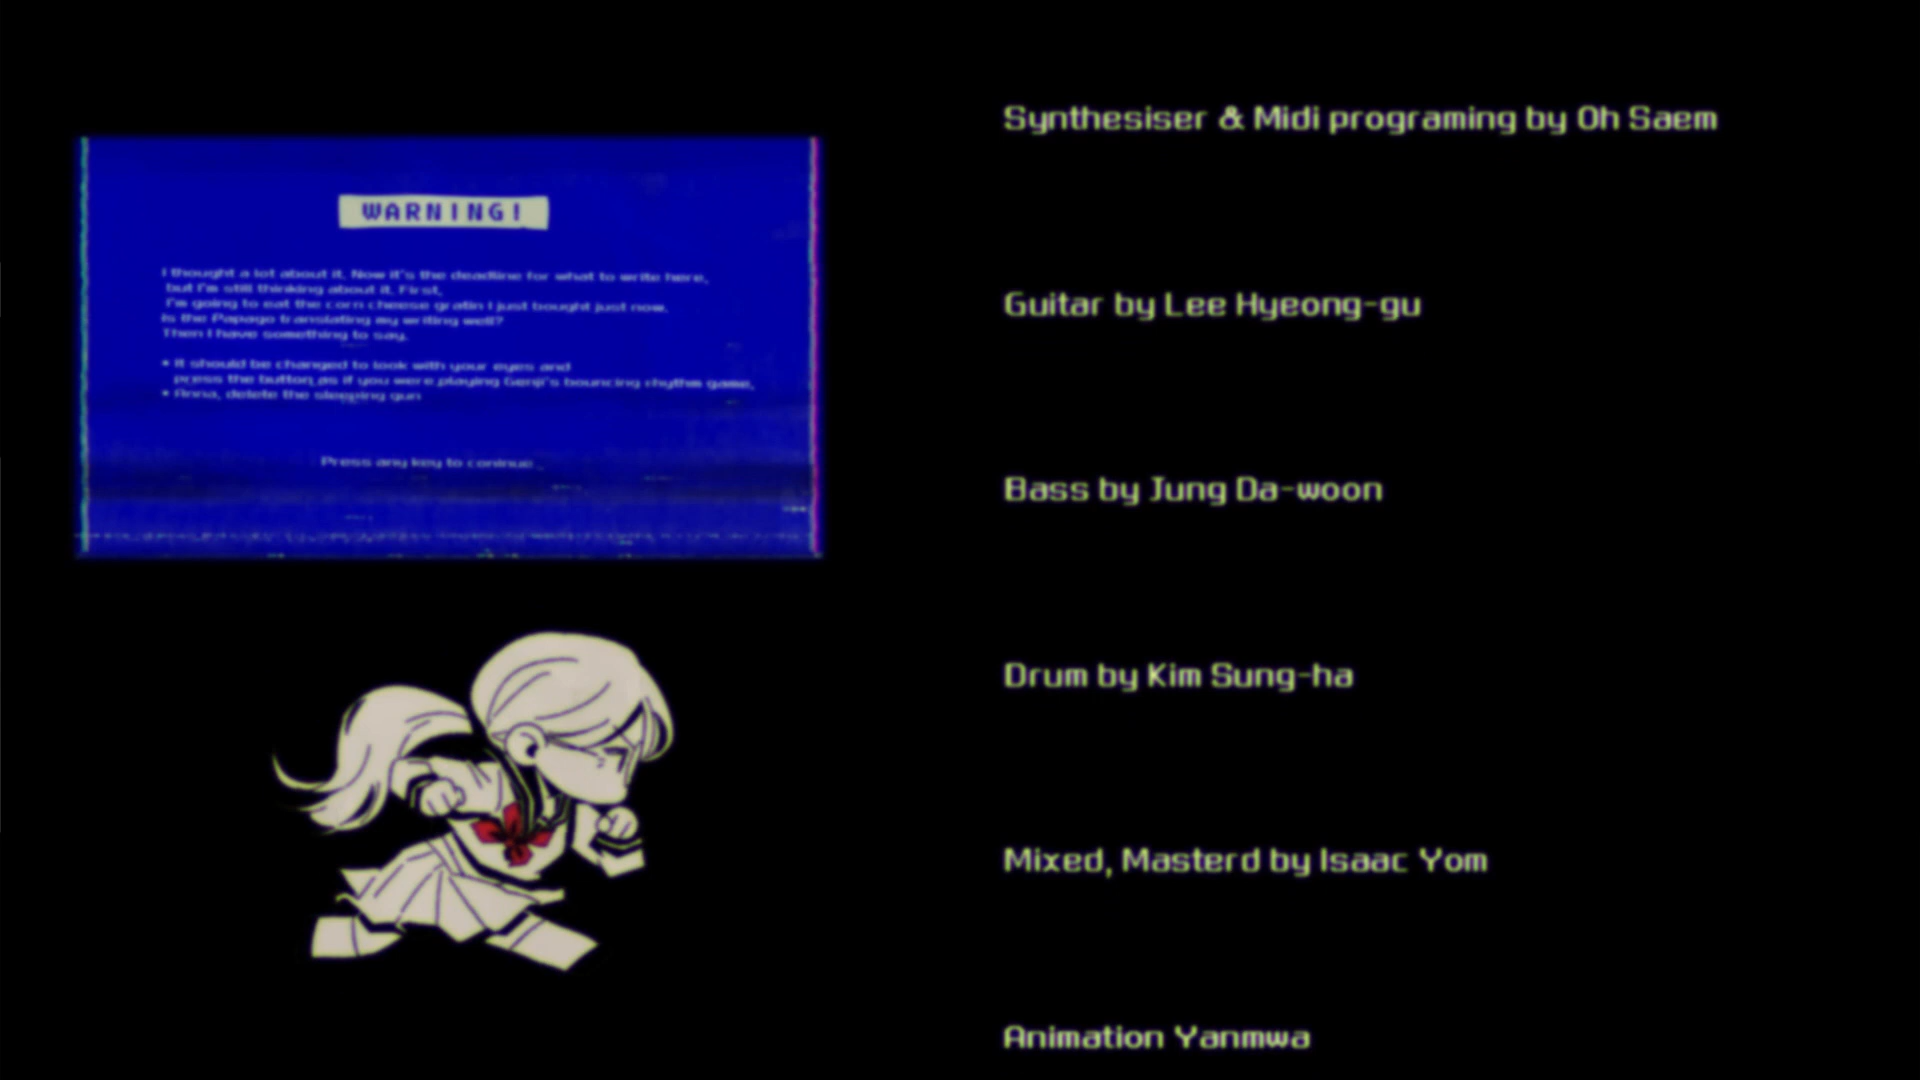 WARNING!
I thought a lot about it. Now it's the deadline for what to write here,
but I'm still thinking about it. First,
I'm going to eat the corn cheese gratin I just bought just now.
Is the Papago translating my writing well?
Then I have something to say.
• It should be changed to look with your eyes and
press the button as if you were playing Genji's bouncing rhythm game,
• Anna, delete the sleeping gun
Press any key to coninue_
Synthesiser & Midi programing by Oh Saem
Guitar by Lee Hyeong-gu
Bass by Jung Da-woon
Drum by Kim Sung-ha
Mixed, Masterd by Isaac Yom
Animation Yanmwa